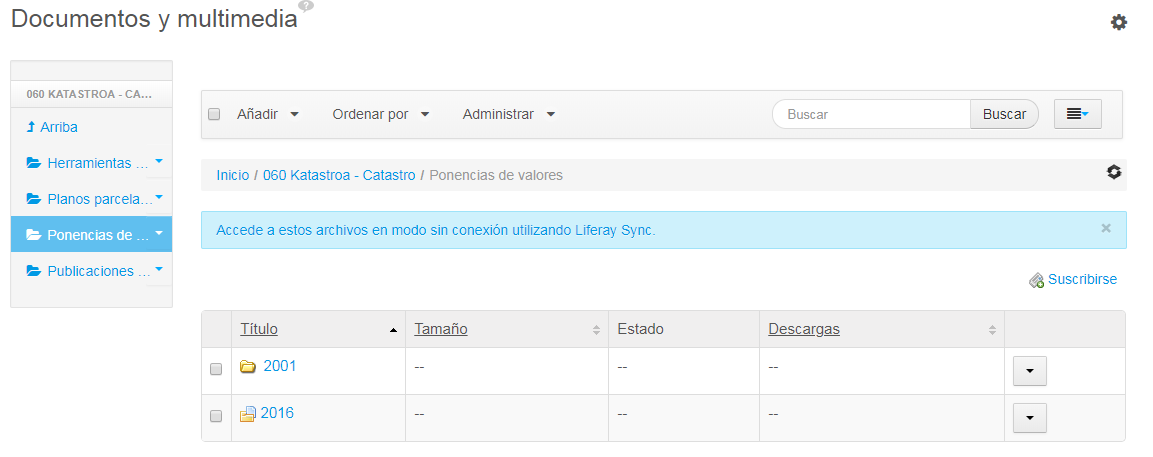 Documentos y multimedia
060 KATASTROA - CA...
Arriba
Herramientas ...
Planos parcela...
Ponencias de ...
Publicaciones ...
Añadir Ordenar por Administrar Buscar Buscar
Inicio / 060 Katastroa - Catastro / Ponencias de valores
Accede a estos archivos en modo sin conexión utilizando Liferay Sync. ×
Suscribirse
Título Tamaño Estado Descargas
2001 -- -- --
2016 -- -- --